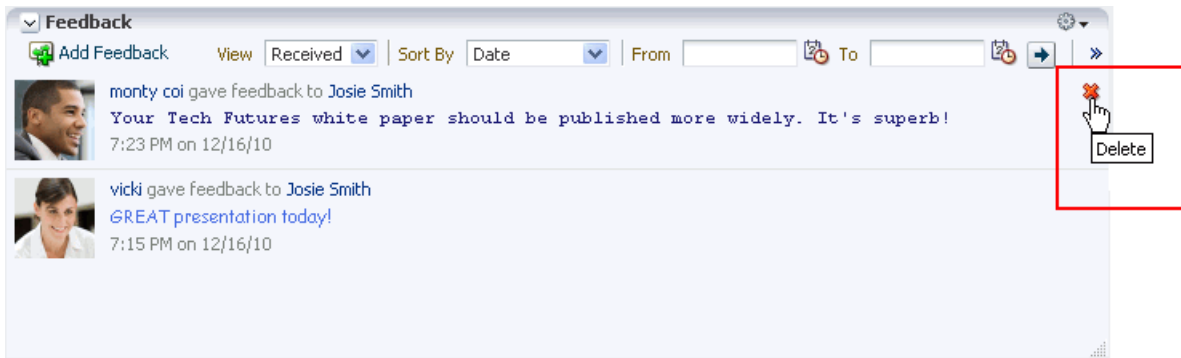 Feedback
Add Feedback View Received Sort By Date From To »
monty coi gave feedback to Josie Smith
Your Tech Futures white paper should be published more widely. It's superb!
7:23 PM on 12/16/10
Delete
vicki gave feedback to Josie Smith
GREAT presentation today!
7:15 PM on 12/16/10